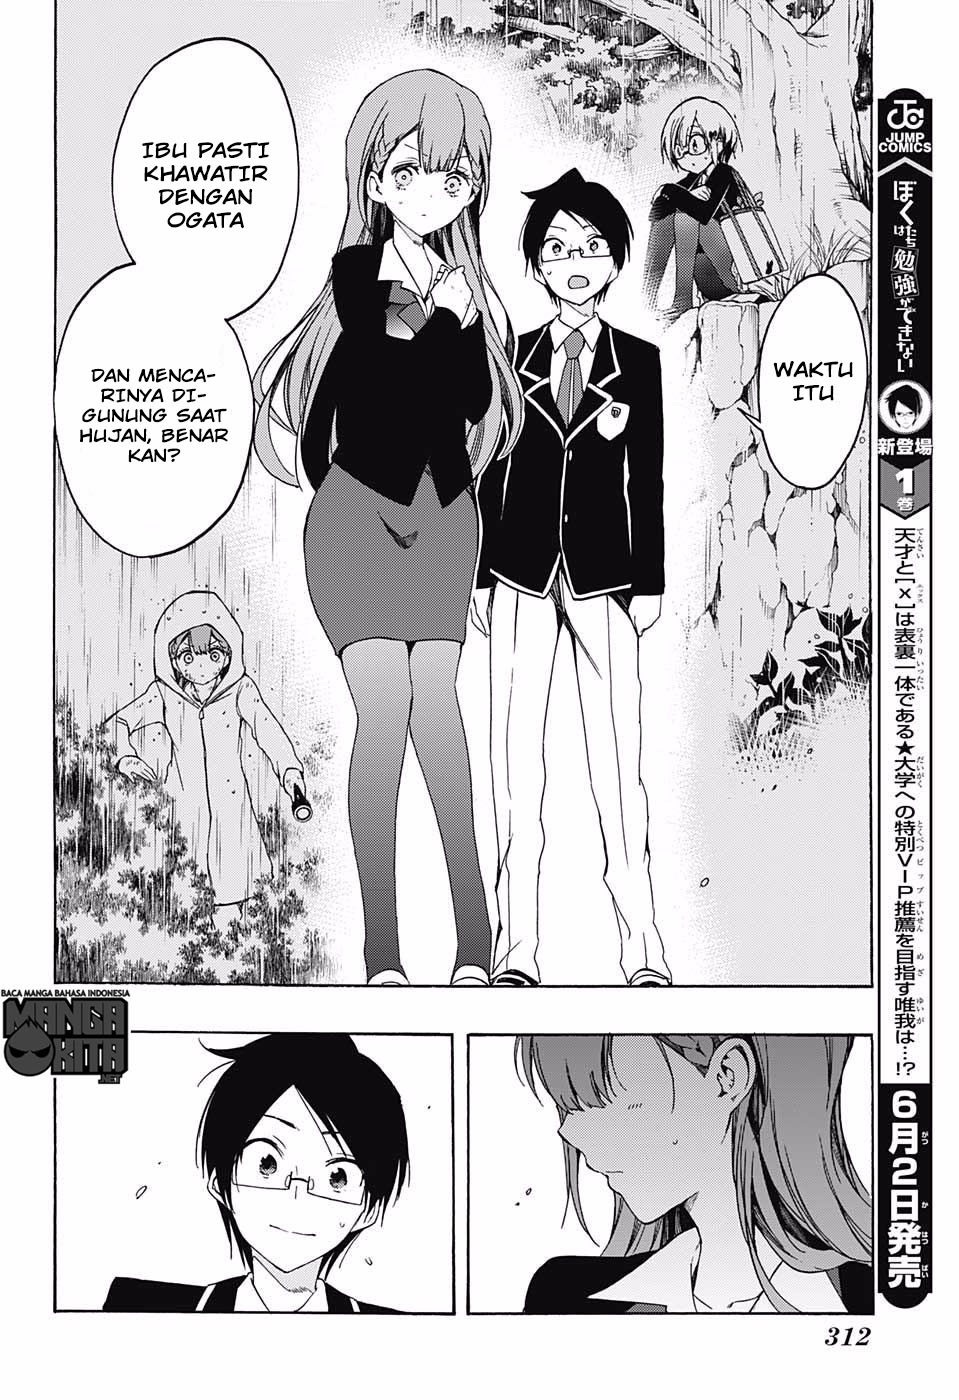 WAKTU
ITU
IBU PASTI
KHAWATIR
DENGAN
OGATA
DAN MENCA-
RINYA DI-
GUNUNG SAAT
HUJAN, BENAR
KAN?
JUMP
COMICS
ぼくたちは勉強ができない
新登場
1
巻
天才と[x]は表裏一体である★大学への特別VIP推薦を目指す唯我は…!?
6月2日発売
BACA MANGA BAHASA INDONESIA
MANGA
KITA
.NET
312